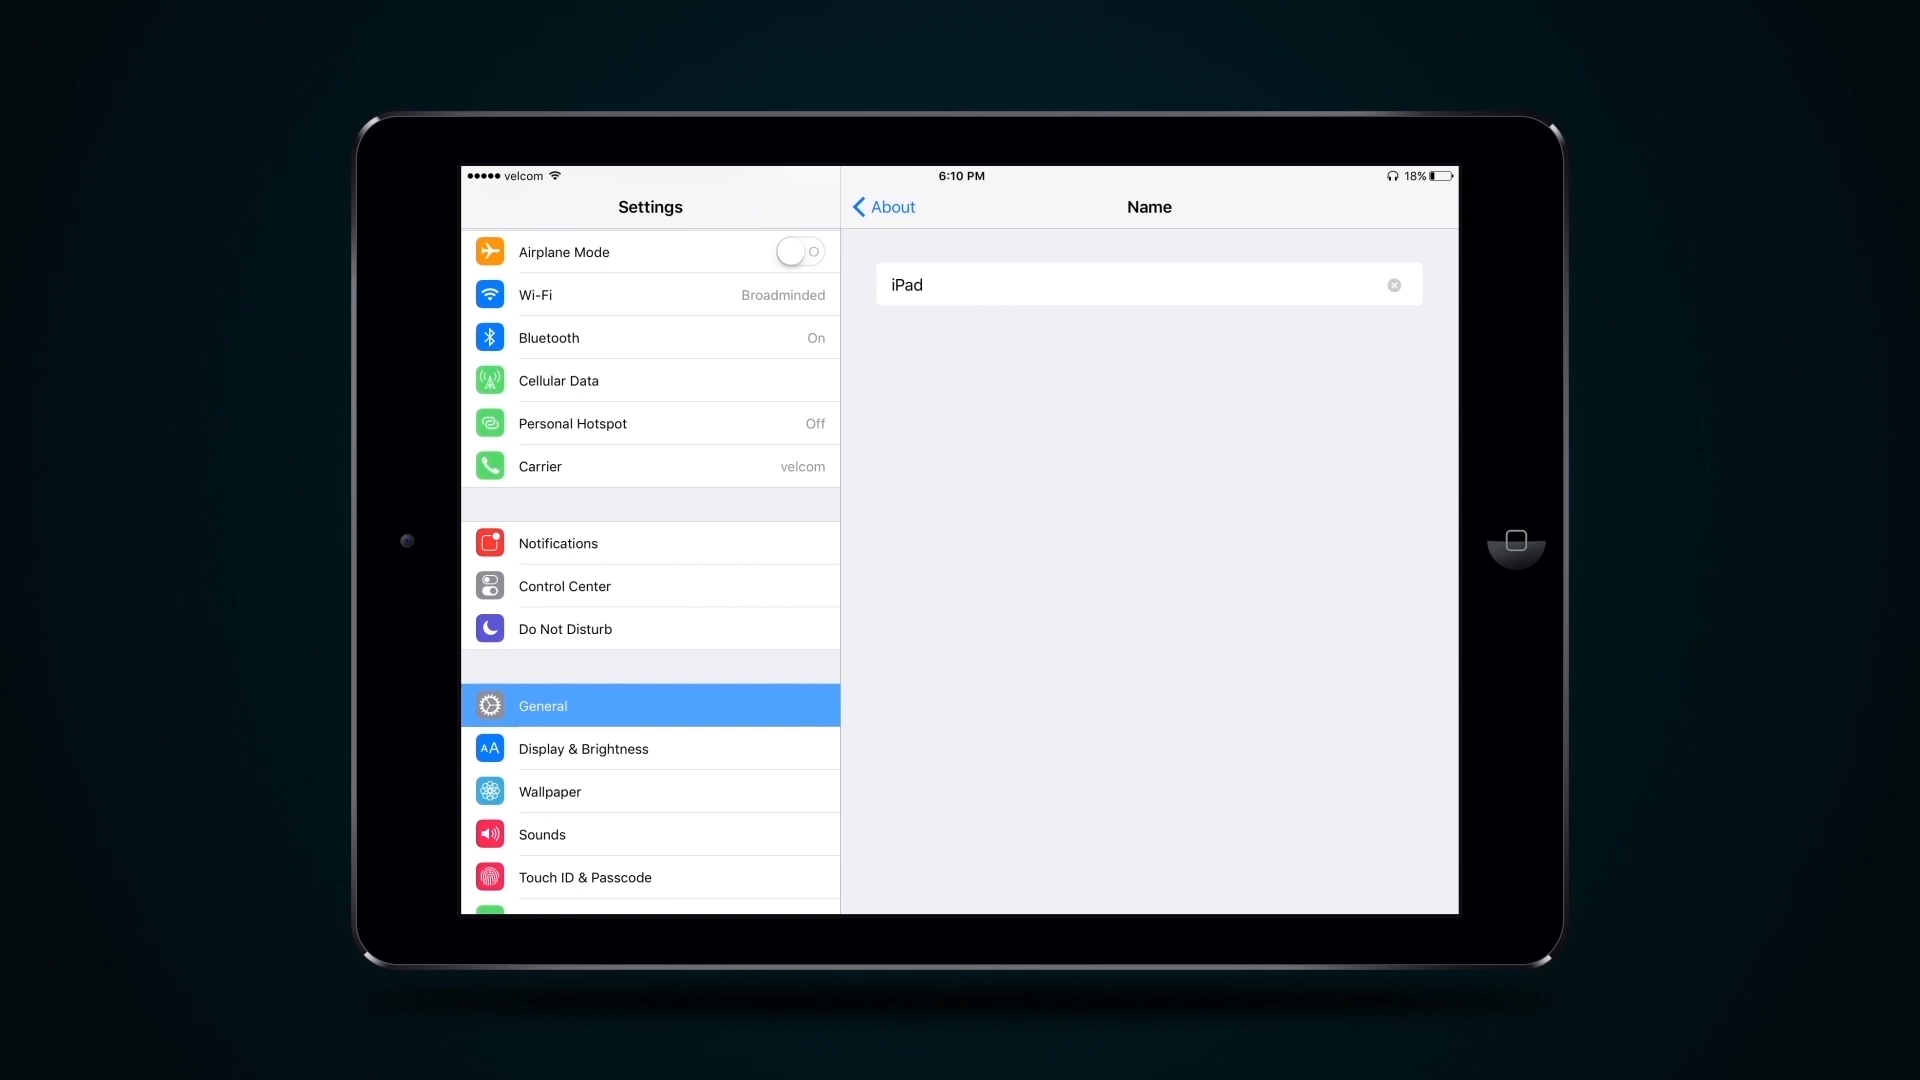 ●●●●● velcom 6:10 PM 18%
Settings
About Name
Airplane Mode
Wi-Fi Broadminded
Bluetooth On
Cellular Data
Personal Hotspot Off
Carrier velcom
Notifications
Control Center
Do Not Disturb
General
AA Display & Brightness
Wallpaper
Sounds
Touch ID & Passcode
iPad